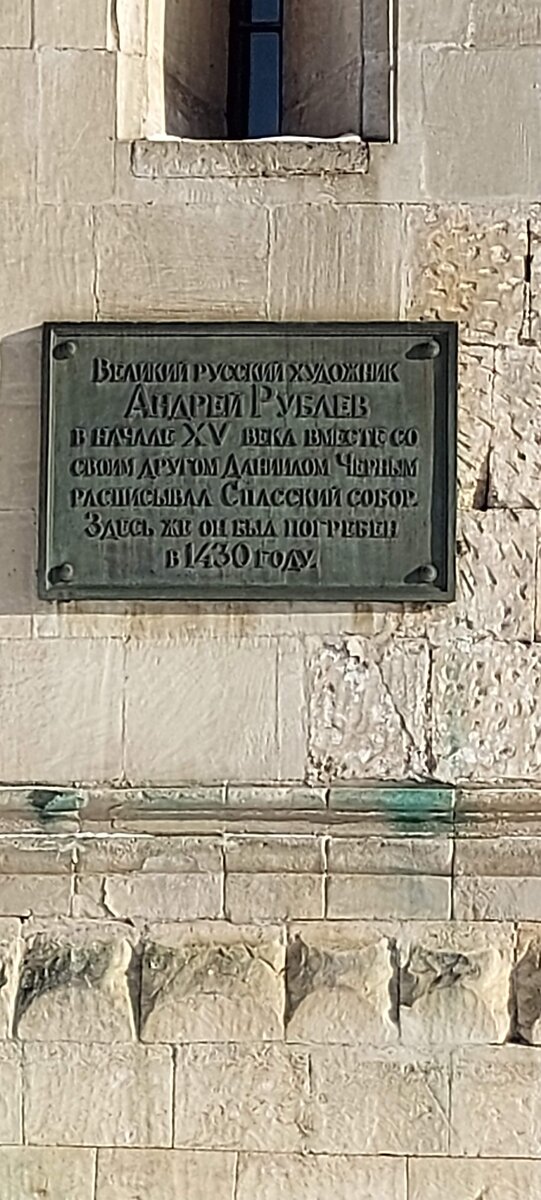 Великий русский художник
Андрей Рублев
в начале XV века вместе со
своим другом Даниилом Черным
расписывал Спасский собор.
Здесь же он был погребен
в 1430 году.